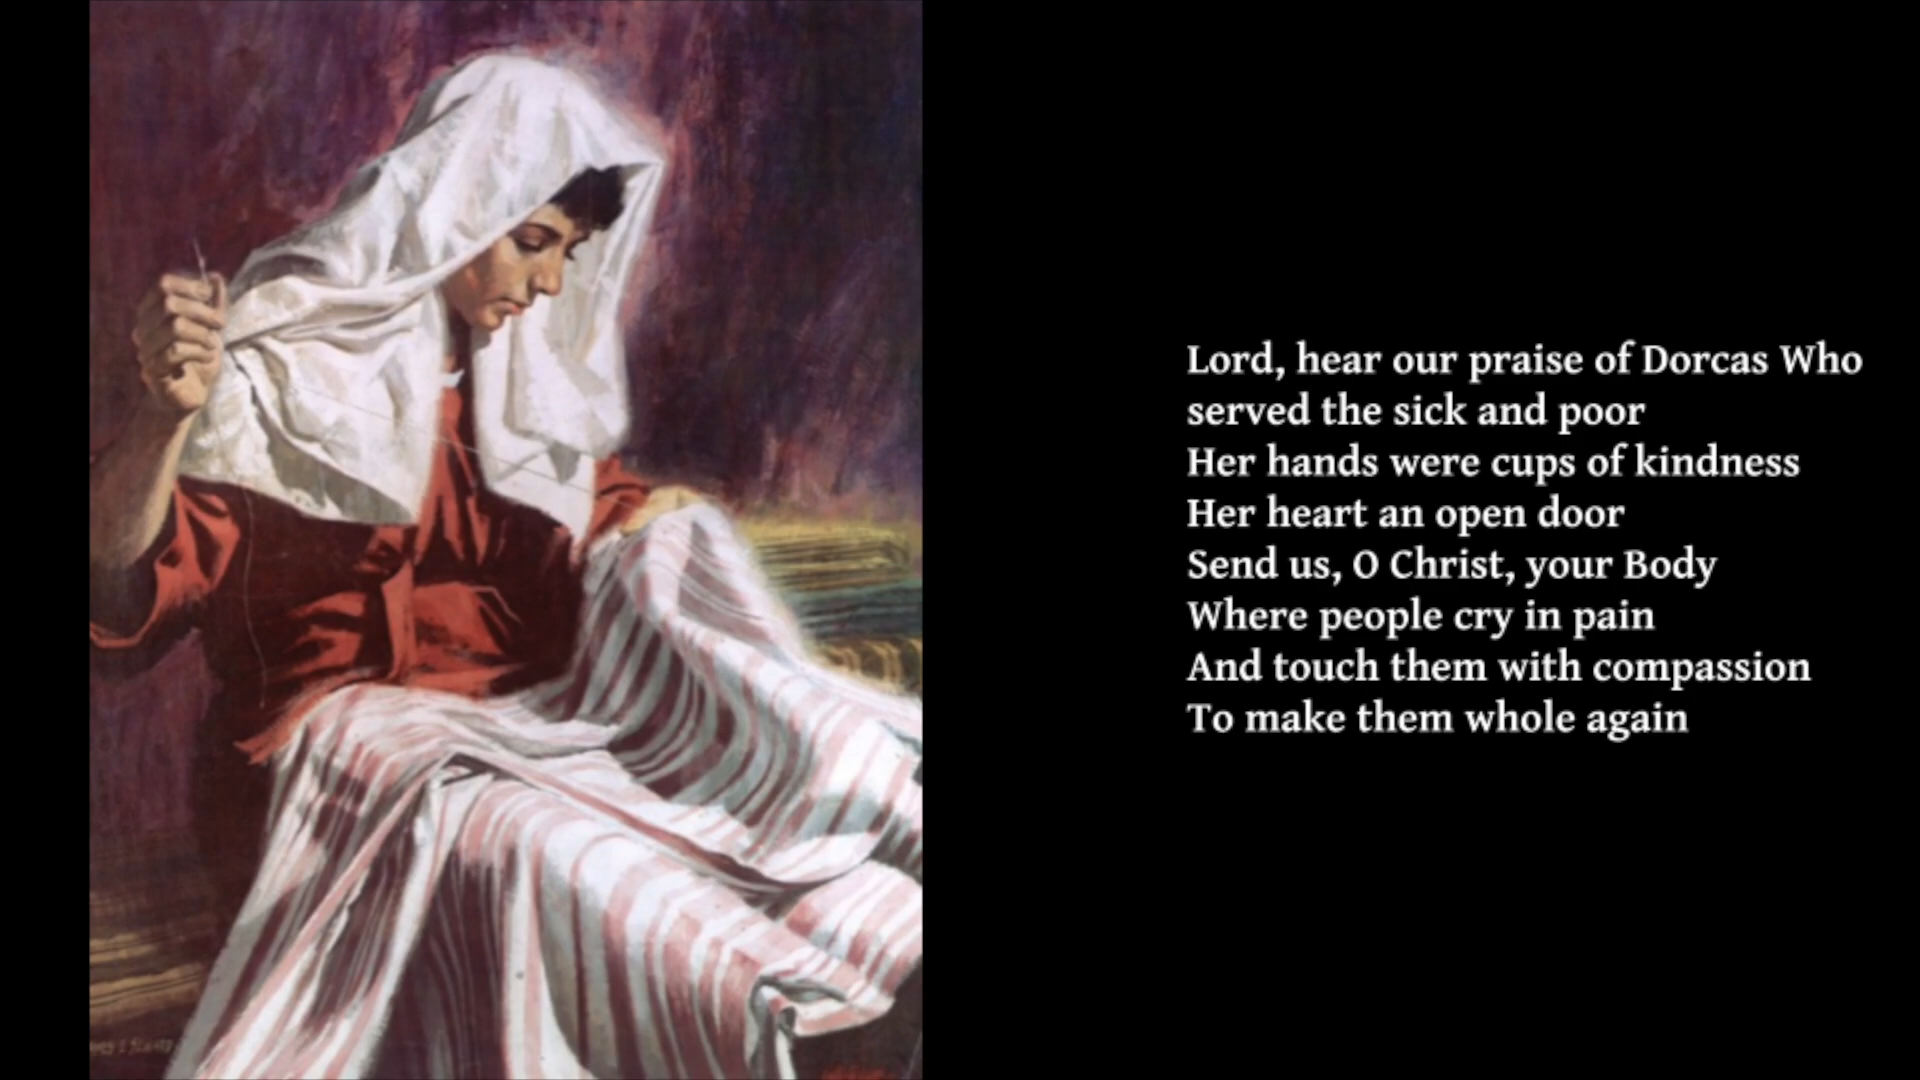 Lord, hear our praise of Dorcas Who
served the sick and poor
Her hands were cups of kindness
Her heart an open door
Send us, O Christ, your Body
Where people cry in pain
And touch them with compassion
To make them whole again